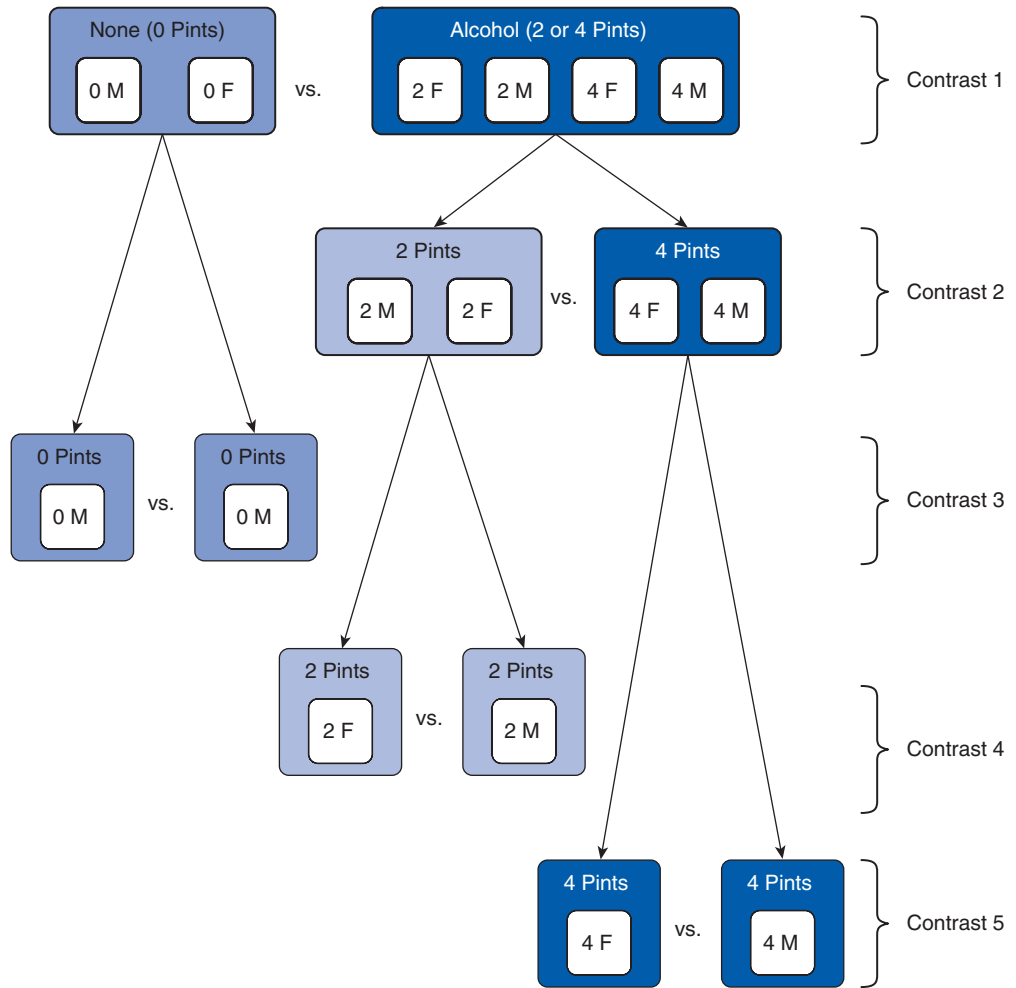 None (0 Pints)
Alcohol (2 or 4 Pints)
0 M
0 F
vs.
2 F
2 M
4 F
4 M
Contrast 1
2 Pints
4 Pints
2 M
2 F
vs.
4 F
4 M
Contrast 2
0 Pints
0 Pints
0 M
vs.
0 M
Contrast 3
2 Pints
2 Pints
2 F
vs.
2 M
Contrast 4
4 Pints
4 Pints
4 F
vs.
4 M
Contrast 5